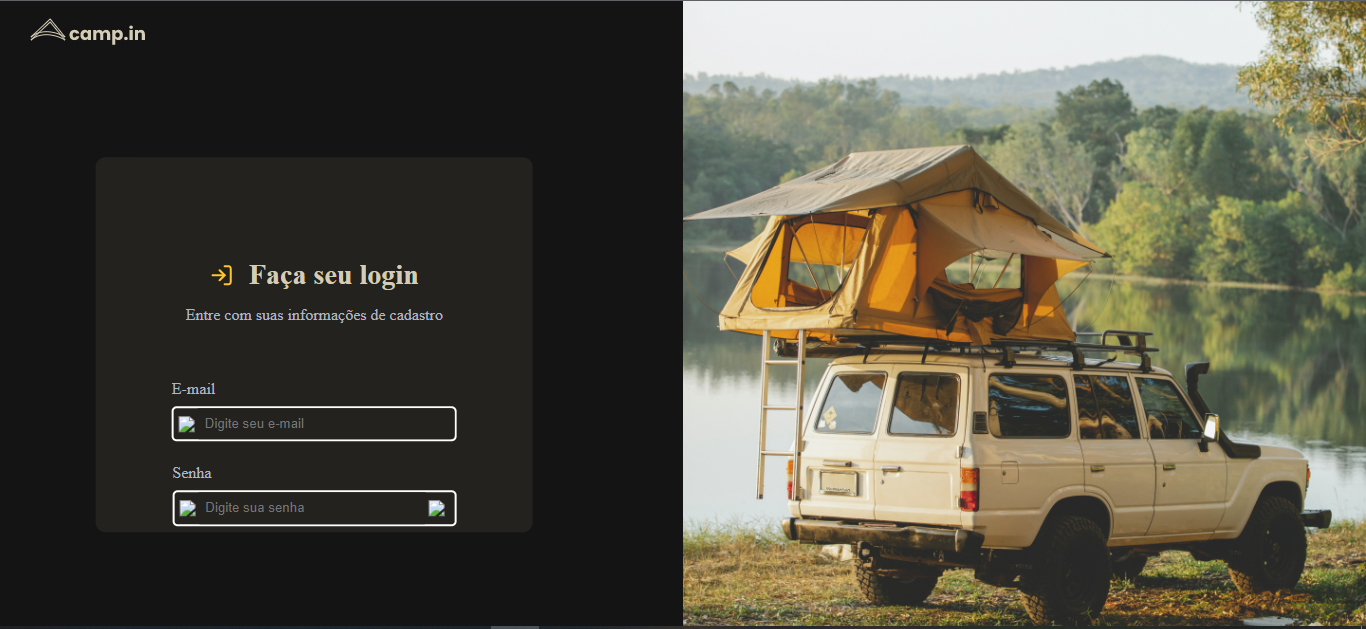 camp.in
Faça seu login
Entre com suas informações de cadastro
E-mail
Digite seu e-mail
Senha
Digite sua senha